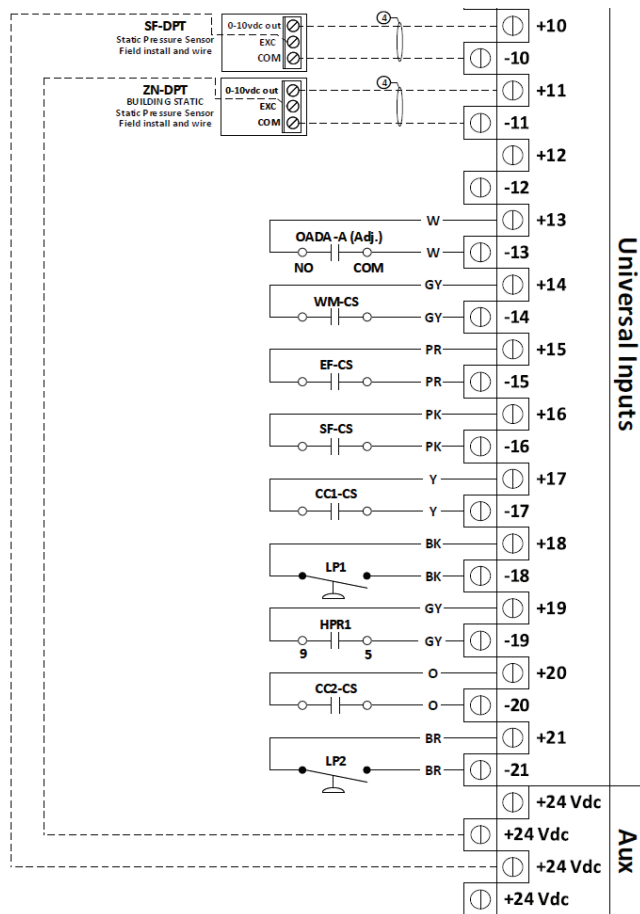 SF-DPT
Static Pressure Sensor
Field install and wire
0-10vdc out
EXC
COM
4
+10
-10
ZN-DPT
BUILDING STATIC
Static Pressure Sensor
Field install and wire
0-10vdc out
EXC
COM
4
+11
-11
+12
-12
W
+13
OADA-A (Adj.)
NO
COM
W
-13
GY
+14
WM-CS
GY
-14
PR
+15
EF-CS
PR
-15
PK
+16
SF-CS
PK
-16
Y
+17
CC1-CS
Y
-17
BK
+18
LP1
BK
-18
GY
+19
HPR1
9
5
GY
-19
O
+20
CC2-CS
O
-20
BR
+21
LP2
BR
-21
Universal Inputs
+24 Vdc
+24 Vdc
+24 Vdc
+24 Vdc
Aux